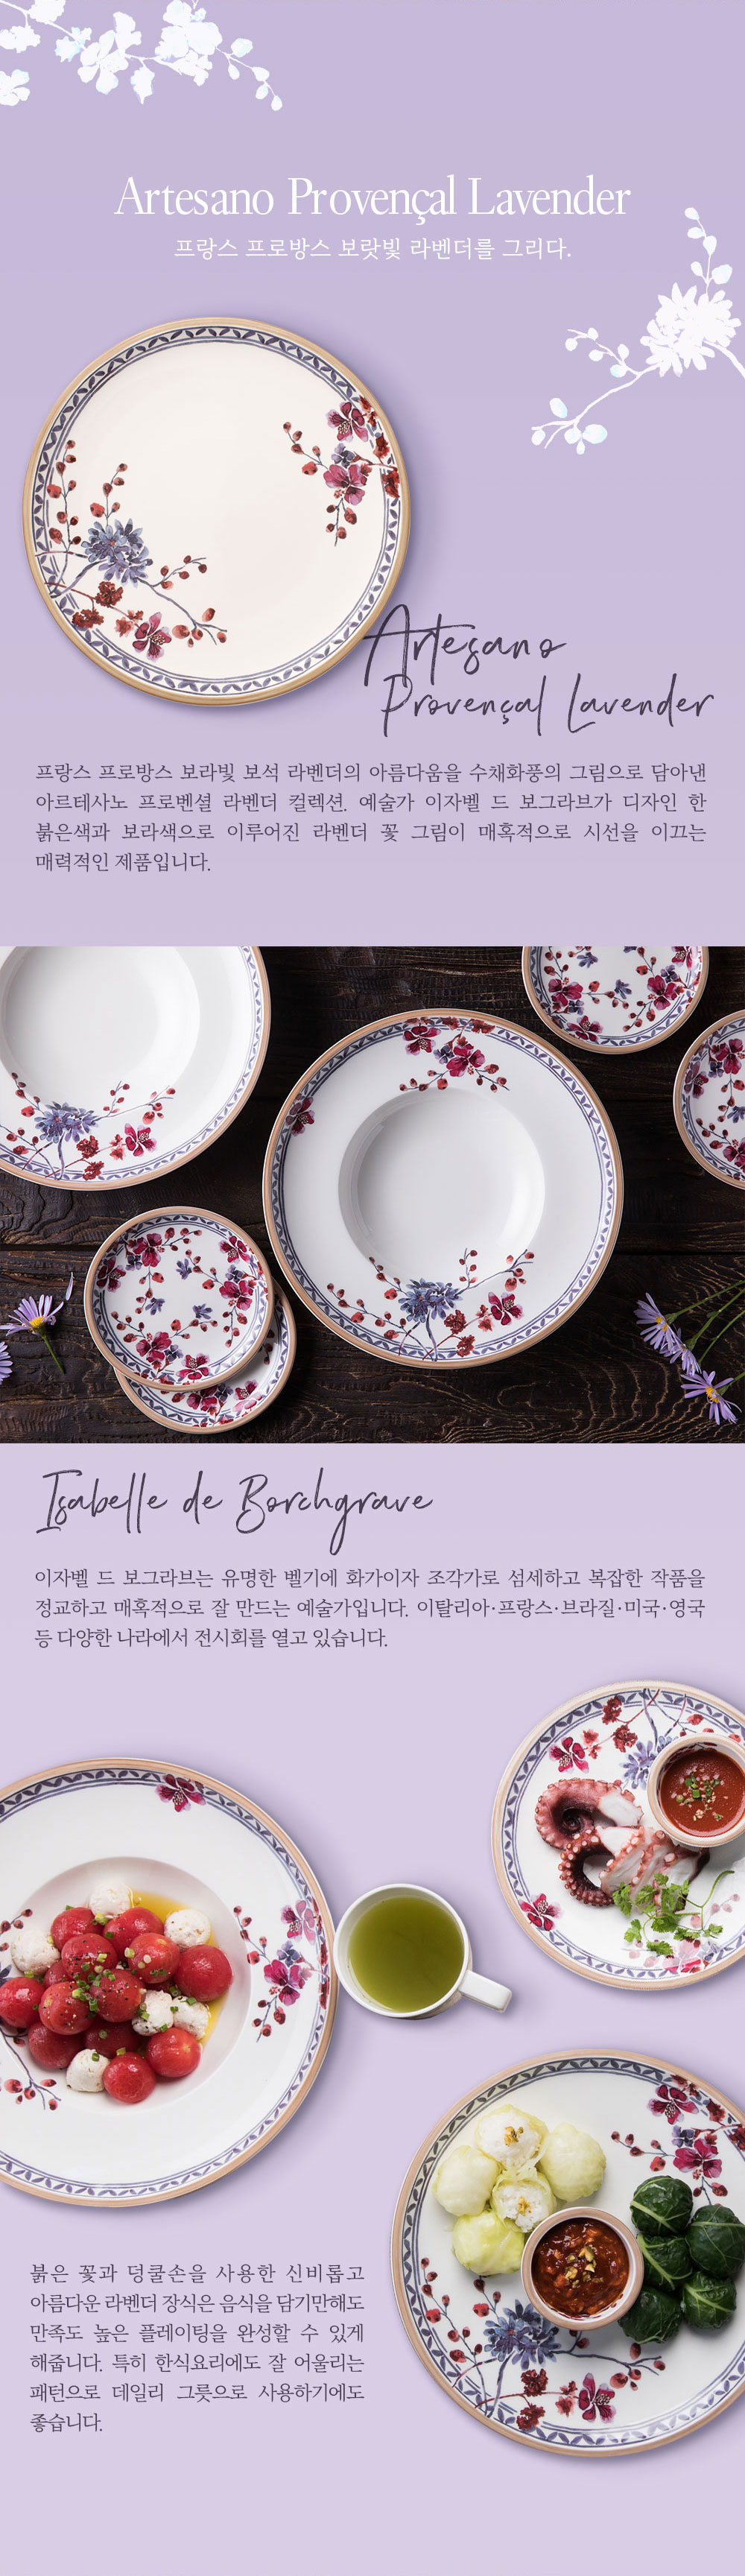 Artesano Provençal Lavender
프랑스 프로방스 보랏빛 라벤더를 그리다.
Artesano
Provençal Lavender
프랑스 프로방스 보라빛 보석 라벤더의 아름다움을 수채화풍의 그림으로 담아낸
아르테사노 프로벤셜 라벤더 컬렉션. 예술가 이자벨 드 보그라브가 디자인 한
붉은색과 보라색으로 이루어진 라벤더 꽃 그림이 매혹적으로 시선을 이끄는
매력적인 제품입니다.
Isabelle de Borchgrave
이자벨 드 보그라브는 유명한 벨기에 화가이자 조각가로 섬세하고 복잡한 작품을
정교하고 매혹적으로 잘 만드는 예술가입니다. 이탈리아·프랑스·브라질·미국·영국
등 다양한 나라에서 전시회를 열고 있습니다.
붉은 꽃과 덩쿨손을 사용한 신비롭고
아름다운 라벤더 장식은 음식을 담기만해도
만족도 높은 플레이팅을 완성할 수 있게
해줍니다. 특히 한식요리에도 잘 어울리는
패턴으로 데일리 그릇으로 사용하기에도
좋습니다.